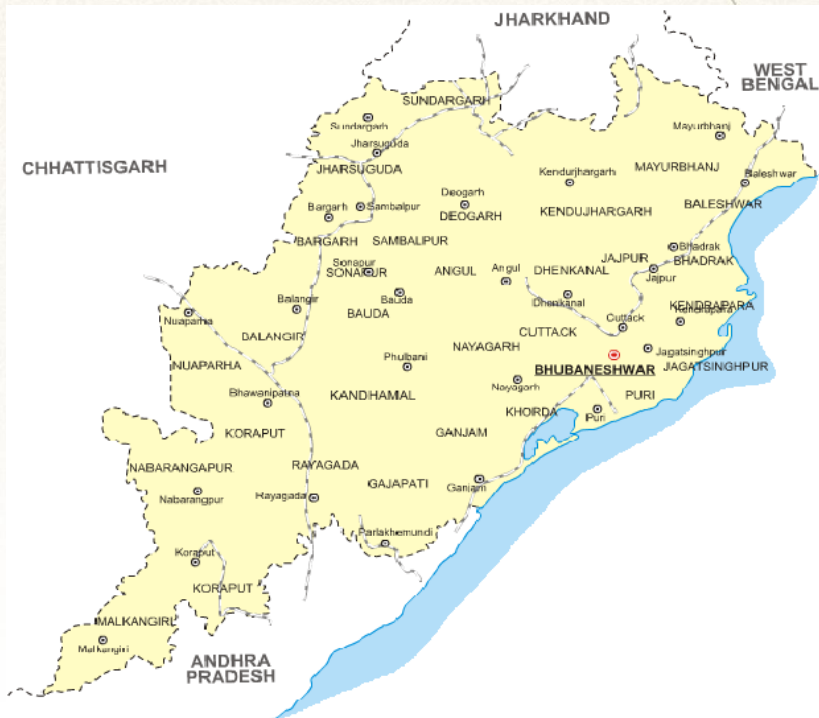 JHARKHAND
WEST
BENGAL
SUNDARGARH
Sundargarh
Mayurbhanj
Jharsuguda
CHHATTISGARH
JHARSUGUDA
MAYURBHANJ
Kendurjhargarh
Baleshwar
Deogarh
Bargarh
Sambalpur
DEOGARH
KENDUJHARGARH
BALESHWAR
BARGARH
SAMBALPUR
Bhadrak
Sonapur
SONAPUR
ANGUL
Angul
DHENKANAL
JAJPUR
BHADRAK
Jajpur
Bauda
Balangir
Dhenkanal
KENDRAPARA
Kendrapara
Nuaparha
BAUDA
Cuttack
CUTTACK
DALANGIR
NAYAGARH
Jagatsinghpur
NUAPARHA
Phulbani
BHUBANESHWAR
JAGATSINGHPUR
Nayagarh
Bhawanipatna
KANDHAMAL
PURI
KHORDA
Puri
KORAPUT
GANJAM
NABARANGAPUR
RAYAGADA
GAJAPATI
Ganjam
Nabarangpur
Rayagada
Parlakhemundi
Koraput
KORAPUT
MALKANGIRI
Malkangiri
ANDHRA
PRADESH